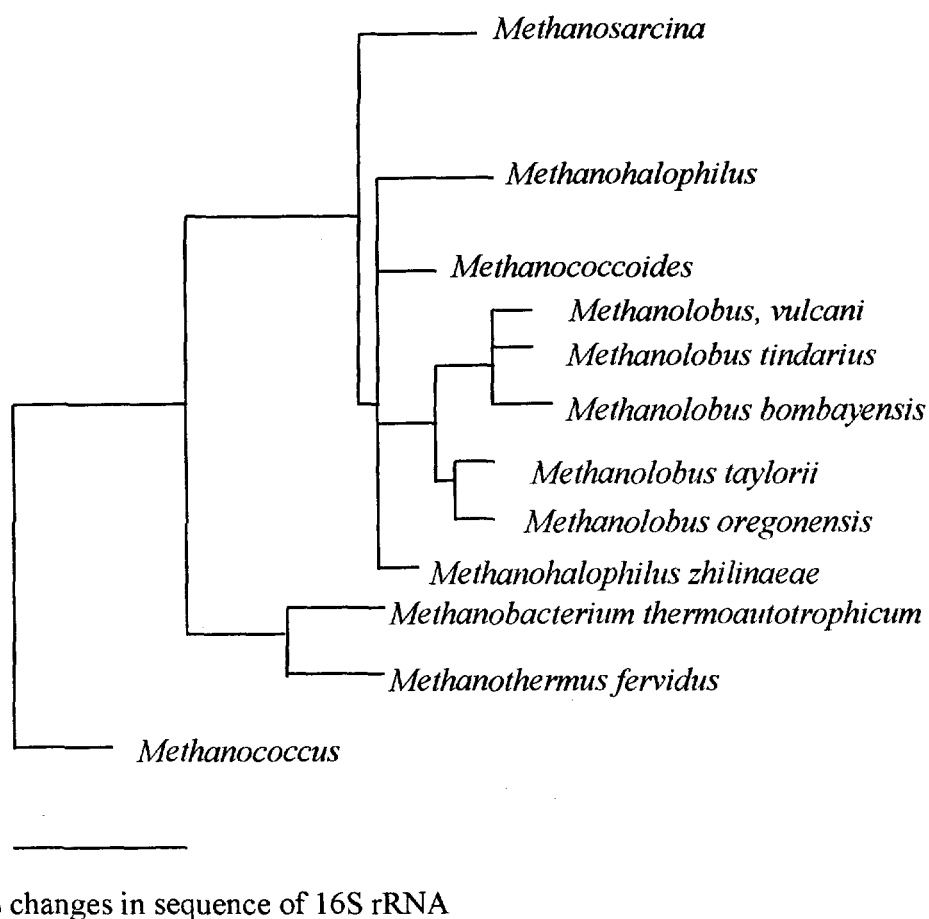 Methanosarcina
Methanohalophilus
Methanococcoides
Methanolobus, vulcani
Methanolobus tindarius
Methanolobus bombayensis
Methanolobus taylorii
Methanolobus oregonensis
Methanohalophilus zhilinaeae
Methanobacterium thermoautotrophicum
Methanothermus fervidus
Methanococcus
changes in sequence of 16S rRNA